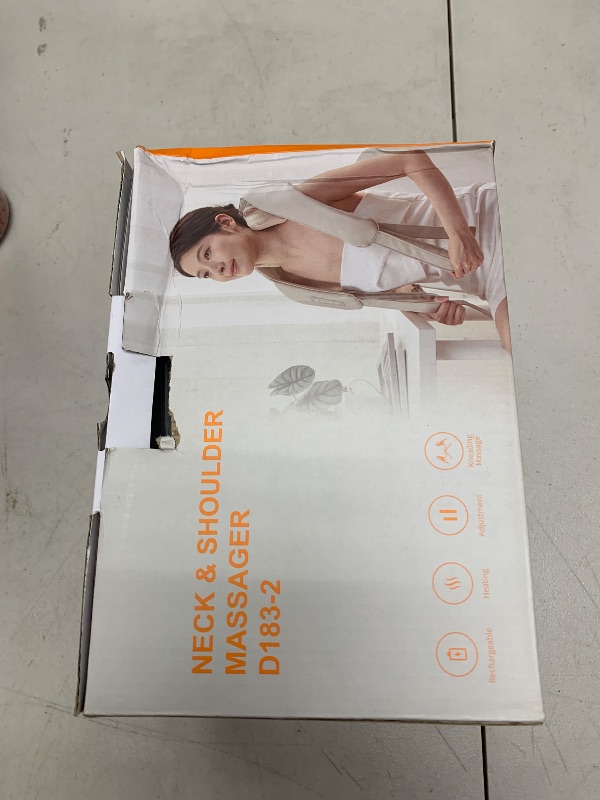 NECK & SHOULDER
MASSAGER
D183-2
Rechargeable
Heating
Adjustment
Kneading
Massage